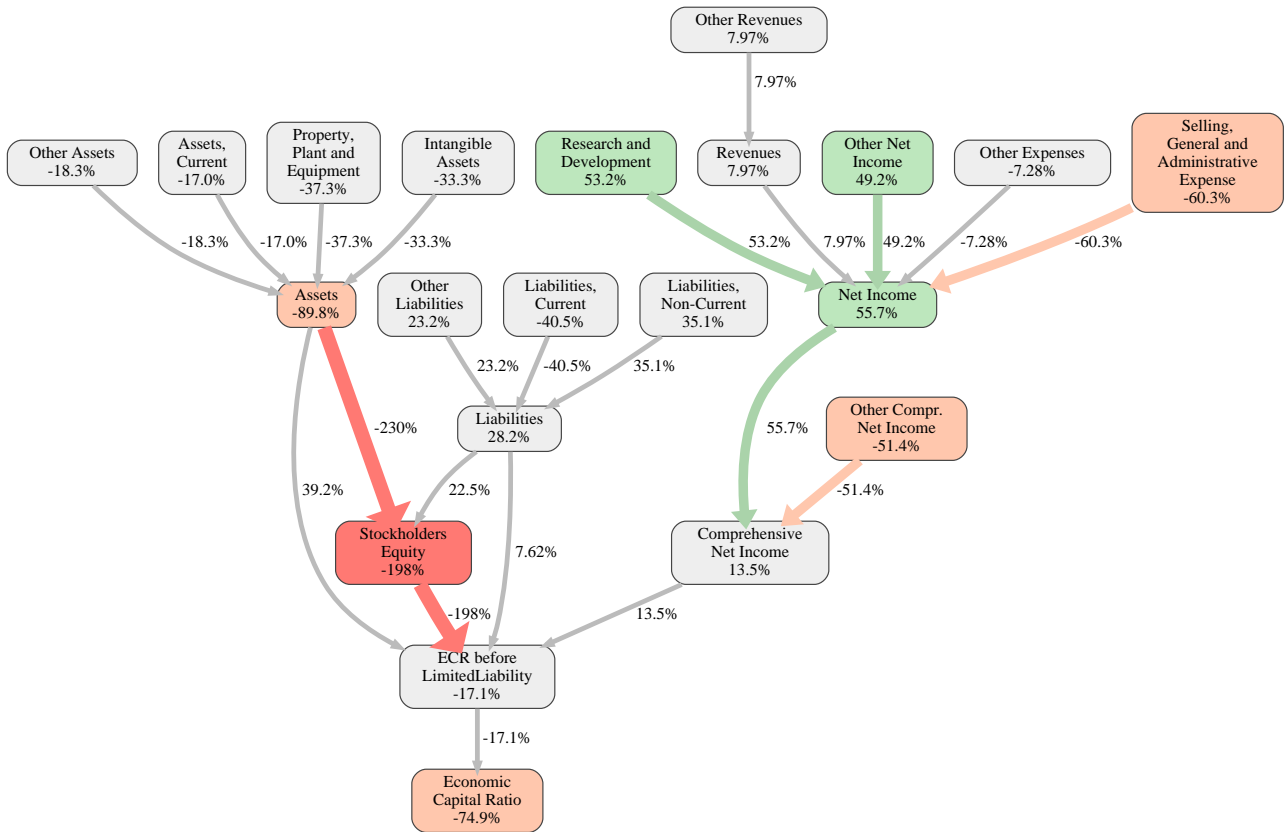 Other Revenues
7.97%
7.97%
Other Assets
-18.3%
Assets,
Current
-17.0%
Property,
Plant and
Equipment
-37.3%
Intangible
Assets
-33.3%
Research and
Development
53.2%
Revenues
7.97%
Other Net
Income
49.2%
Other Expenses
-7.28%
Selling,
General and
Administrative
Expense
-60.3%
-18.3%
-17.0%
-37.3%
-33.3%
53.2%
7.97%
49.2%
-7.28%
-60.3%
Assets
-89.8%
Other
Liabilities
23.2%
Liabilities,
Current
-40.5%
Liabilities,
Non-Current
35.1%
Net Income
55.7%
23.2%
-40.5%
35.1%
-230%
Liabilities
28.2%
55.7%
Other Compr.
Net Income
-51.4%
39.2%
22.5%
-51.4%
Stockholders
Equity
-198%
7.62%
Comprehensive
Net Income
13.5%
-198%
13.5%
ECR before
LimitedLiability
-17.1%
-17.1%
Economic
Capital Ratio
-74.9%